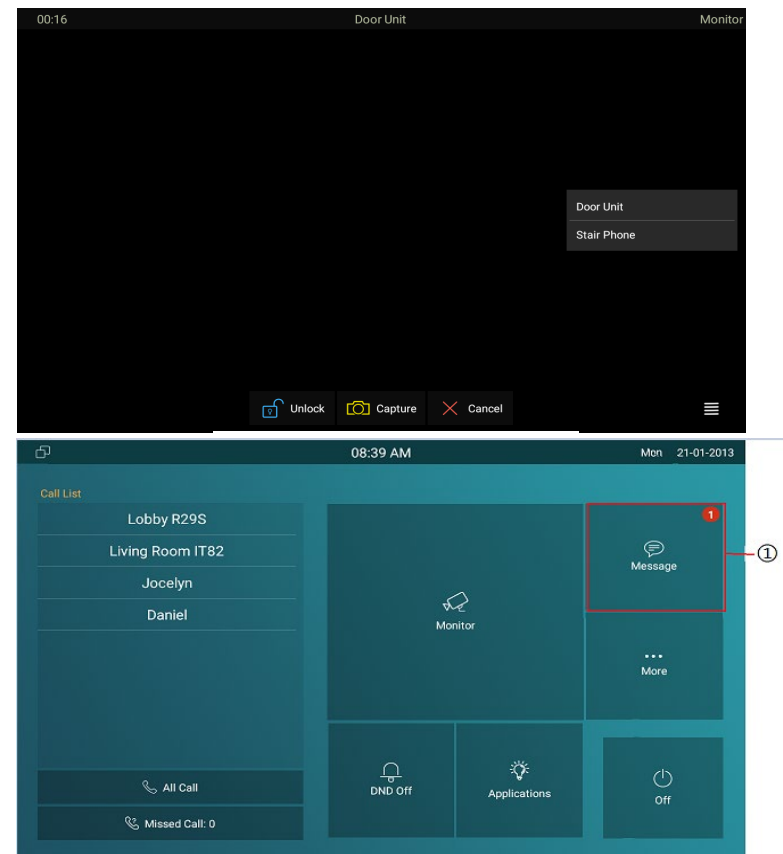 00:16 Door Unit Monitor
Door Unit
Stair Phone
Unlock Capture Cancel
08:39 AM Mon 21-01-2013
Call List
Lobby R29S
Living Room IT82
Jocelyn
Daniel
All Call
Missed Call: 0
Monitor
1
Message
①
More
DND Off
Applications
Off